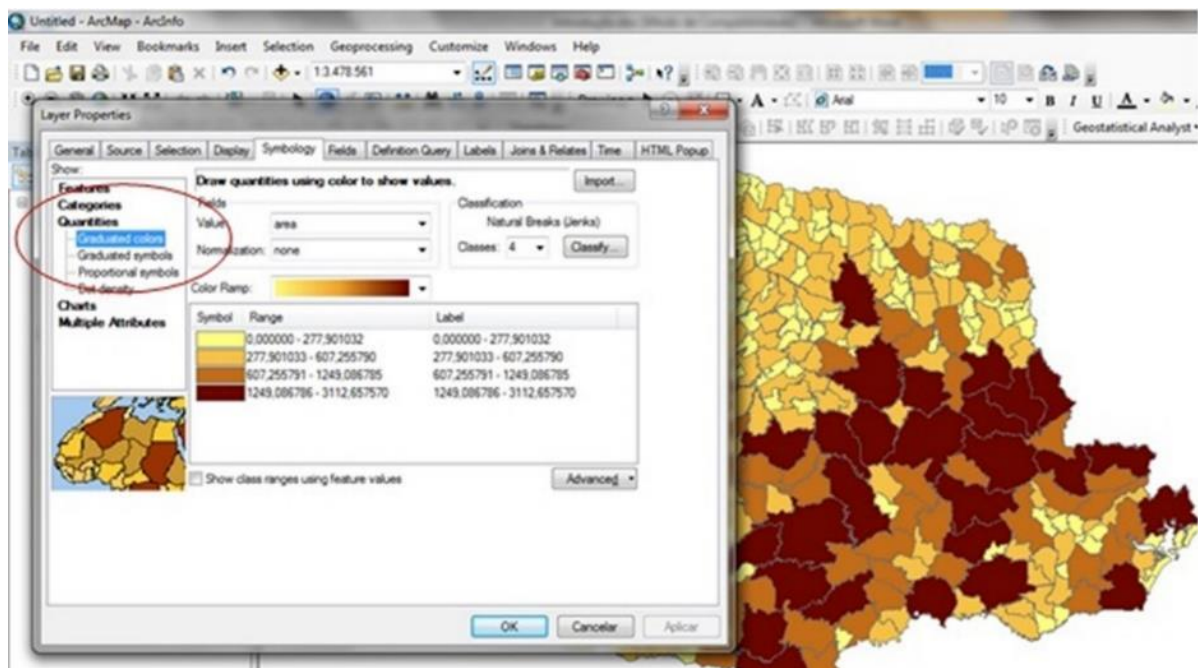 Untitled - ArcMap - ArcInfo
File Edit View Bookmarks Insert Selection Geoprocessing Customize Windows Help
1:3.478.561
Arial 10 B I U A
Geostatistical Analyst
Layer Properties
General Source Selection Display Symbology Fields Definition Query Labels Joins & Relates Time HTML Popup
Show:
Features
Categories
Quantities
Graduated colors
Graduated symbols
Proportional symbols
Dot density
Charts
Multiple Attributes
Draw quantities using color to show values.
Import...
Fields
Value: area
Normalization: none
Classification
Natural Breaks (Jenks)
Classes: 4 Classify...
Color Ramp:
Symbol Range Label
0,000000 - 277,901032 0,000000 - 277,901032
277,901033 - 607,255790 277,901033 - 607,255790
607,255791 - 1249,086785 607,255791 - 1249,086785
1249,086786 - 3112,657570 1249,086786 - 3112,657570
Show class ranges using feature values
Advanced
OK Cancelar Aplicar